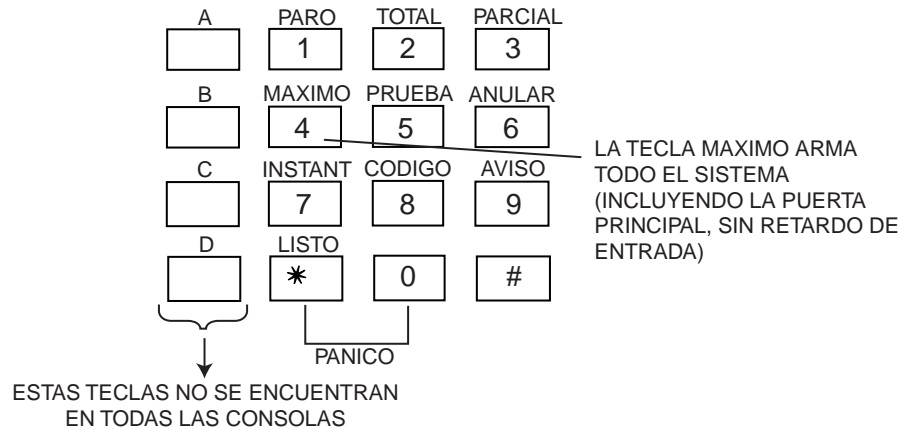 A PARO TOTAL PARCIAL
1 2 3
B MAXIMO PRUEBA ANULAR
4 5 6
LA TECLA MAXIMO ARMA
TODO EL SISTEMA
(INCLUYENDO LA PUERTA
PRINCIPAL, SIN RETARDO DE
ENTRADA)
C INSTANT CODIGO AVISO
7 8 9
D LISTO
* 0 #
PANICO
ESTAS TECLAS NO SE ENCUENTRAN
EN TODAS LAS CONSOLAS